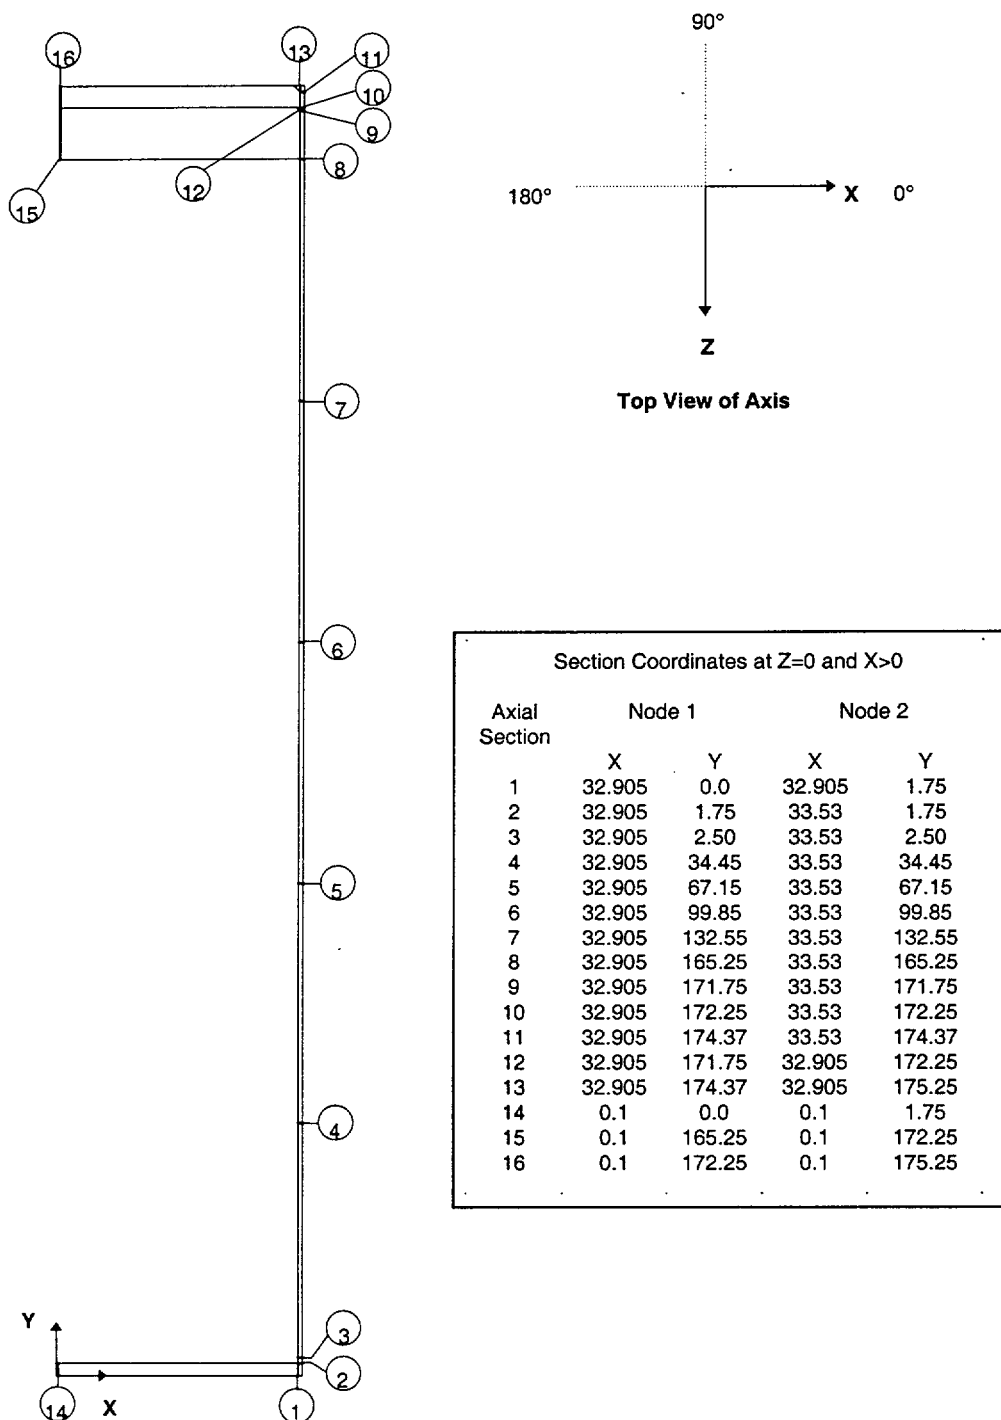 16
13
11
10
9
8
12
15
7
6
5
4
3
2
1
14
Y
X
90°
180°
X 0°
Z
Top View of Axis
Section Coordinates at Z=0 and X>0
Axial Node 1 Node 2
Section
X Y X Y
1 32.905 0.0 32.905 1.75
2 32.905 1.75 33.53 1.75
3 32.905 2.50 33.53 2.50
4 32.905 34.45 33.53 34.45
5 32.905 67.15 33.53 67.15
6 32.905 99.85 33.53 99.85
7 32.905 132.55 33.53 132.55
8 32.905 165.25 33.53 165.25
9 32.905 171.75 33.53 171.75
10 32.905 172.25 33.53 172.25
11 32.905 174.37 33.53 174.37
12 32.905 171.75 32.905 172.25
13 32.905 174.37 32.905 175.25
14 0.1 0.0 0.1 1.75
15 0.1 165.25 0.1 172.25
16 0.1 172.25 0.1 175.25